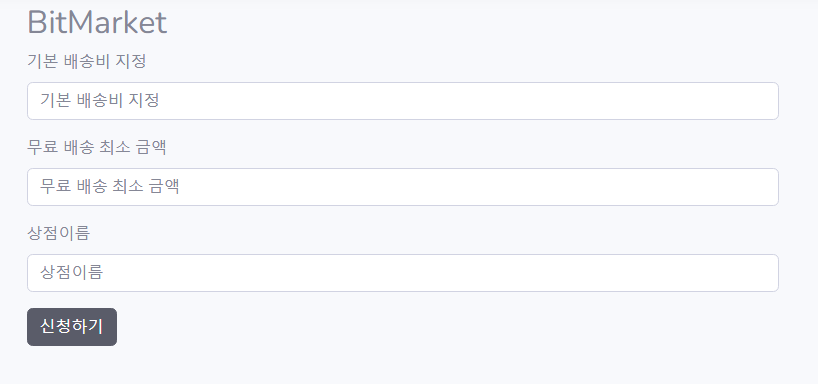 BitMarket
기본 배송비 지정
기본 배송비 지정
무료 배송 최소 금액
무료 배송 최소 금액
상점이름
상점이름
신청하기